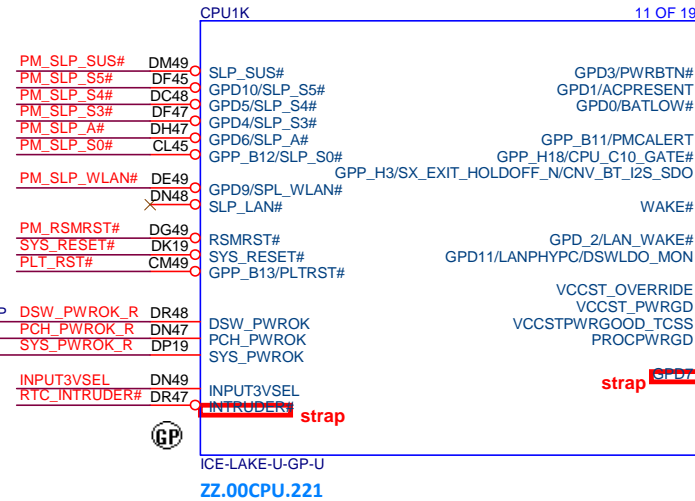 CPU1K 11 OF 19
PM_SLP_SUS# DM49 SLP_SUS# GPD3/PWRBTN#
PM_SLP_S5# DF45 GPD10/SLP_S5# GPD1/ACPRESENT
PM_SLP_S4# DC48 GPD5/SLP_S4# GPD0/BATLOW#
PM_SLP_S3# DF47 GPD4/SLP_S3#
PM_SLP_A# DH47 GPD6/SLP_A# GPP_B11/PMCALERT
PM_SLP_S0# CL45 GPP_B12/SLP_S0# GPP_H18/CPU_C10_GATE#
GPP_H3/SX_EXIT_HOLDOFF_N/CNV_BT_I2S_SDO
PM_SLP_WLAN# DE49 GPD9/SPL_WLAN#
DN48 SLP_LAN# WAKE#
PM_RSMRST# DG49 RSMRST# GPD_2/LAN_WAKE#
SYS_RESET# DK19 SYS_RESET# GPD11/LANPHYPC/DSWLDO_MON
PLT_RST# CM49 GPP_B13/PLTRST#
VCCST_OVERRIDE
VCCST_PWRGD
P DSW_PWROK_R DR48 DSW_PWROK VCCSTPWRGOOD_TCSS
PCH_PWROK_R DN47 PCH_PWROK PROCPWRGD
SYS_PWROK_R DP19 SYS_PWROK
strap GPD7
INPUT3VSEL DN49 INPUT3VSEL
RTC_INTRUDER# DR47 INTRUDER# strap
GP
ICE-LAKE-U-GP-U
ZZ.00CPU.221